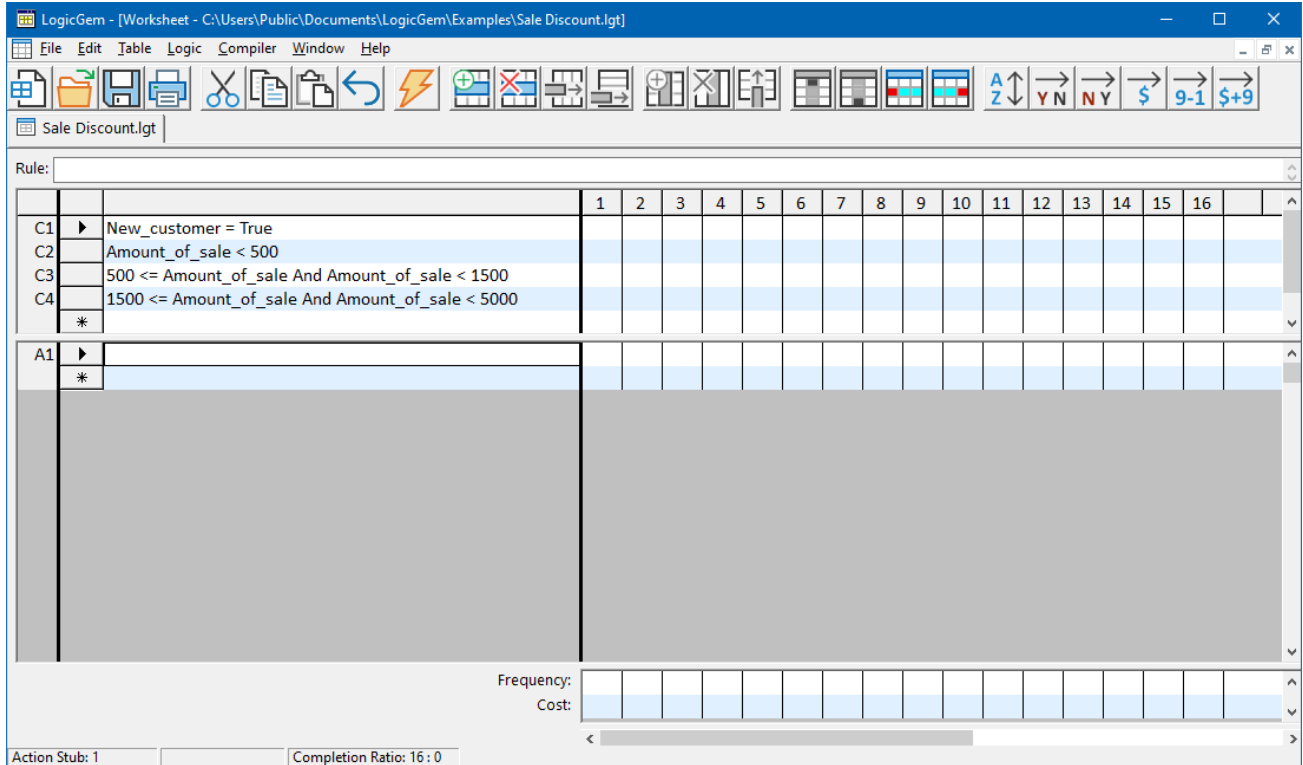 LogicGem - [Worksheet - C:\Users\Public\Documents\LogicGem\Examples\Sale Discount.lgt]
File Edit Table Logic Compiler Window Help
A Z Y N N Y $ 9-1 $+9
Sale Discount.lgt
Rule:
1 2 3 4 5 6 7 8 9 10 11 12 13 14 15 16
C1 New_customer = True
C2 Amount_of_sale < 500
C3 500 <= Amount_of_sale And Amount_of_sale < 1500
C4 1500 <= Amount_of_sale And Amount_of_sale < 5000
*
A1
*
Frequency:
Cost:
Action Stub: 1 Completion Ratio: 16 : 0